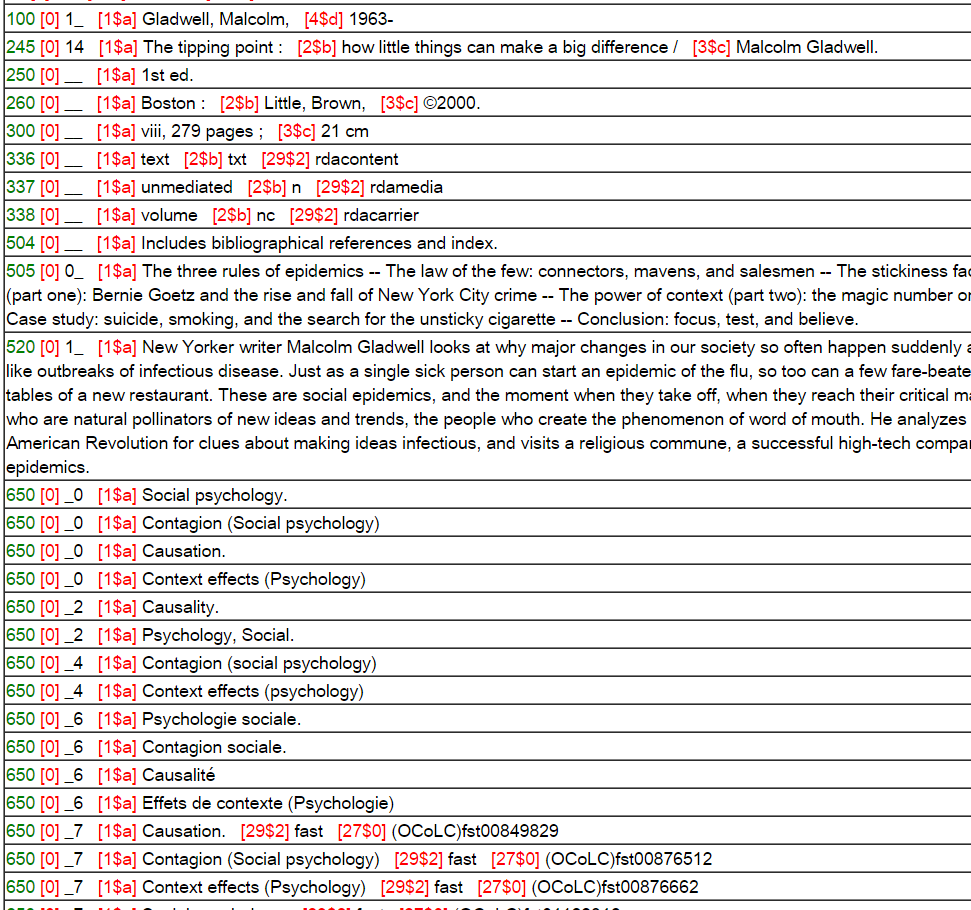 100 [0] 1_ [1$a] Gladwell, Malcolm, [4$d] 1963-
245 [0] 14 [1$a] The tipping point : [2$b] how little things can make a big difference / [3$c] Malcolm Gladwell.
250 [0] __ [1$a] 1st ed.
260 [0] __ [1$a] Boston : [2$b] Little, Brown, [3$c] ©2000.
300 [0] __ [1$a] viii, 279 pages ; [3$c] 21 cm
336 [0] __ [1$a] text [2$b] txt [29$2] rdacontent
337 [0] __ [1$a] unmediated [2$b] n [29$2] rdamedia
338 [0] __ [1$a] volume [2$b] nc [29$2] rdacarrier
504 [0] __ [1$a] Includes bibliographical references and index.
505 [0] 0_ [1$a] The three rules of epidemics -- The law of the few: connectors, mavens, and salesmen -- The stickiness
(part one): Bernie Goetz and the rise and fall of New York City crime -- The power of context (part two): the magic number
Case study: suicide, smoking, and the search for the unsticky cigarette -- Conclusion: focus, test, and believe.
520 [0] 1_ [1$a] New Yorker writer Malcolm Gladwell looks at why major changes in our society so often happen suddenly
like outbreaks of infectious disease. Just as a single sick person can start an epidemic of the flu, so too can a few
tables of a new restaurant. These are social epidemics, and the moment when they take off, when they reach their critical
who are natural pollinators of new ideas and trends, the people who create the phenomenon of word of mouth. He analyzes
American Revolution for clues about making ideas infectious, and visits a religious commune, a successful high-tech
epidemics.
650 [0] _0 [1$a] Social psychology.
650 [0] _0 [1$a] Contagion (Social psychology)
650 [0] _0 [1$a] Causation.
650 [0] _0 [1$a] Context effects (Psychology)
650 [0] _2 [1$a] Causality.
650 [0] _2 [1$a] Psychology, Social.
650 [0] _4 [1$a] Contagion (social psychology)
650 [0] _4 [1$a] Context effects (psychology)
650 [0] _6 [1$a] Psychologie sociale.
650 [0] _6 [1$a] Contagion sociale.
650 [0] _6 [1$a] Causalité
650 [0] _6 [1$a] Effets de contexte (Psychologie)
650 [0] _7 [1$a] Causation. [29$2] fast [27$0] (OCoLC)fst00849829
650 [0] _7 [1$a] Contagion (Social psychology) [29$2] fast [27$0] (OCoLC)fst00876512
650 [0] _7 [1$a] Context effects (Psychology) [29$2] fast [27$0] (OCoLC)fst00876662